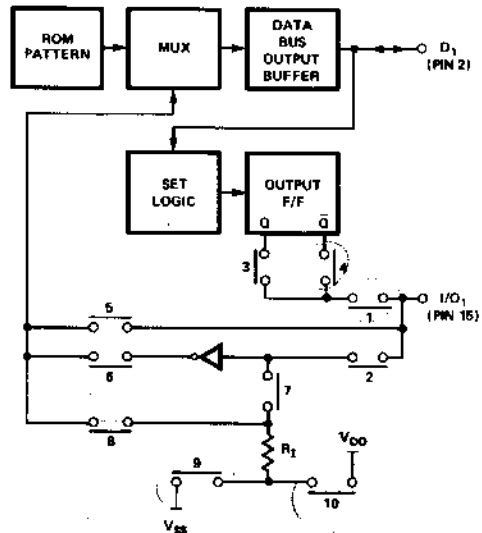 ROM
PATTERN
MUX
DATA
BUS
OUTPUT
BUFFER
D1
(PIN 2)
SET
LOGIC
OUTPUT
F/F
Q
Q̅
3
4
1
I/O1
(PIN 15)
5
6
2
7
8
RI
9
10
VDD
VSS